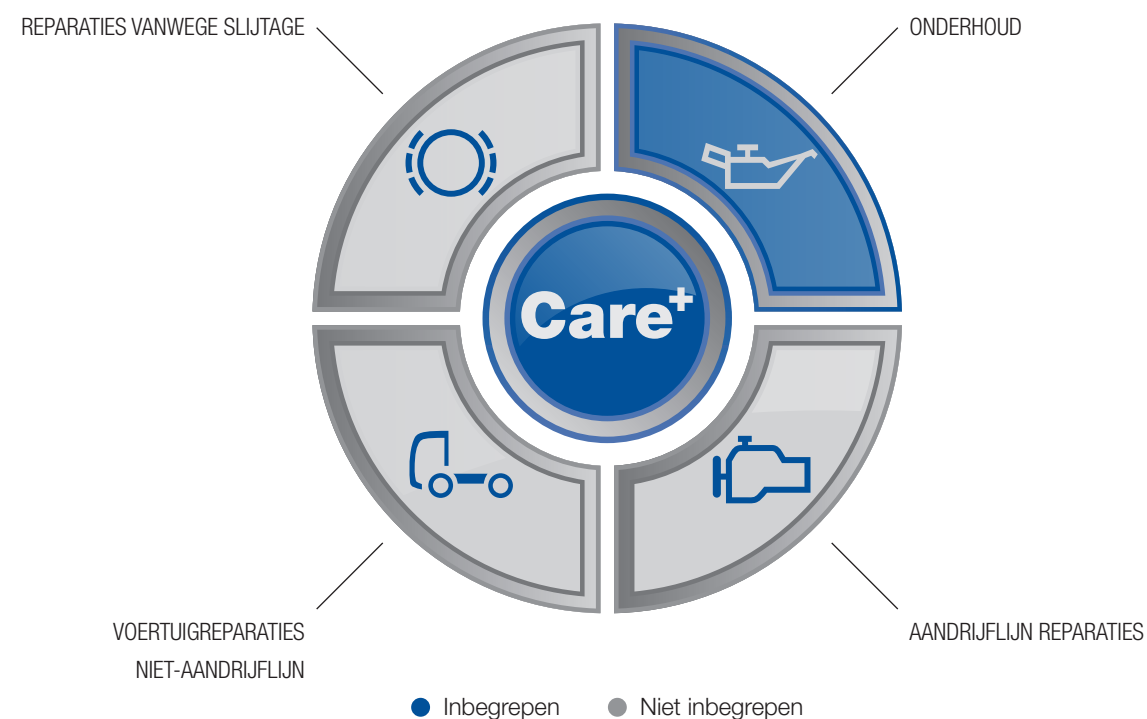 REPARATIES VANWEGE SLIJTAGE
ONDERHOUD
Care+
VOERTUIGREPARATIES
NIET-AANDRIJFLIJN
AANDRIJFLIJN REPARATIES
Inbegrepen
Niet inbegrepen